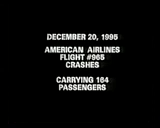 DECEMBER 20, 1995
AMERICAN AIRLINES
FLIGHT #965
CRASHES
CARRYING 164
PASSENGERS